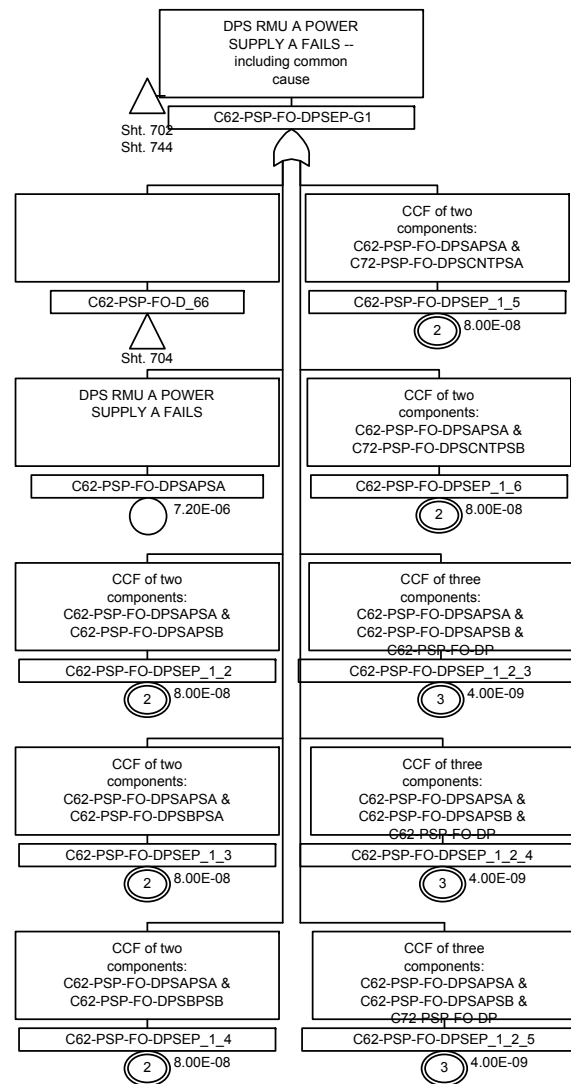 DPS RMU A POWER
SUPPLY A FAILS --
including common
cause
C62-PSP-FO-DPSEP-G1
Sht. 702
Sht. 744
C62-PSP-FO-D_66
Sht. 704
DPS RMU A POWER
SUPPLY A FAILS
C62-PSP-FO-DPSAPSA
7.20E-06
CCF of two
components:
C62-PSP-FO-DPSAPSA &
C62-PSP-FO-DPSAPSB
C62-PSP-FO-DPSEP_1_2
2
8.00E-08
CCF of two
components:
C62-PSP-FO-DPSAPSA &
C62-PSP-FO-DPSBPSA
C62-PSP-FO-DPSEP_1_3
2
8.00E-08
CCF of two
components:
C62-PSP-FO-DPSAPSA &
C62-PSP-FO-DPSBPSB
C62-PSP-FO-DPSEP_1_4
2
8.00E-08
CCF of two
components:
C62-PSP-FO-DPSAPSA &
C72-PSP-FO-DPSCNTPSA
C62-PSP-FO-DPSEP_1_5
2
8.00E-08
CCF of two
components:
C62-PSP-FO-DPSAPSA &
C72-PSP-FO-DPSCNTPSB
C62-PSP-FO-DPSEP_1_6
2
8.00E-08
CCF of three
components:
C62-PSP-FO-DPSAPSA &
C62-PSP-FO-DPSAPSB &
C62-PSP-FO-DP
C62-PSP-FO-DPSEP_1_2_3
3
4.00E-09
CCF of three
components:
C62-PSP-FO-DPSAPSA &
C62-PSP-FO-DPSAPSB &
C62-PSP-FO-DP
C62-PSP-FO-DPSEP_1_2_4
3
4.00E-09
CCF of three
components:
C62-PSP-FO-DPSAPSA &
C62-PSP-FO-DPSAPSB &
C72-PSP-FO-DP
C62-PSP-FO-DPSEP_1_2_5
3
4.00E-09